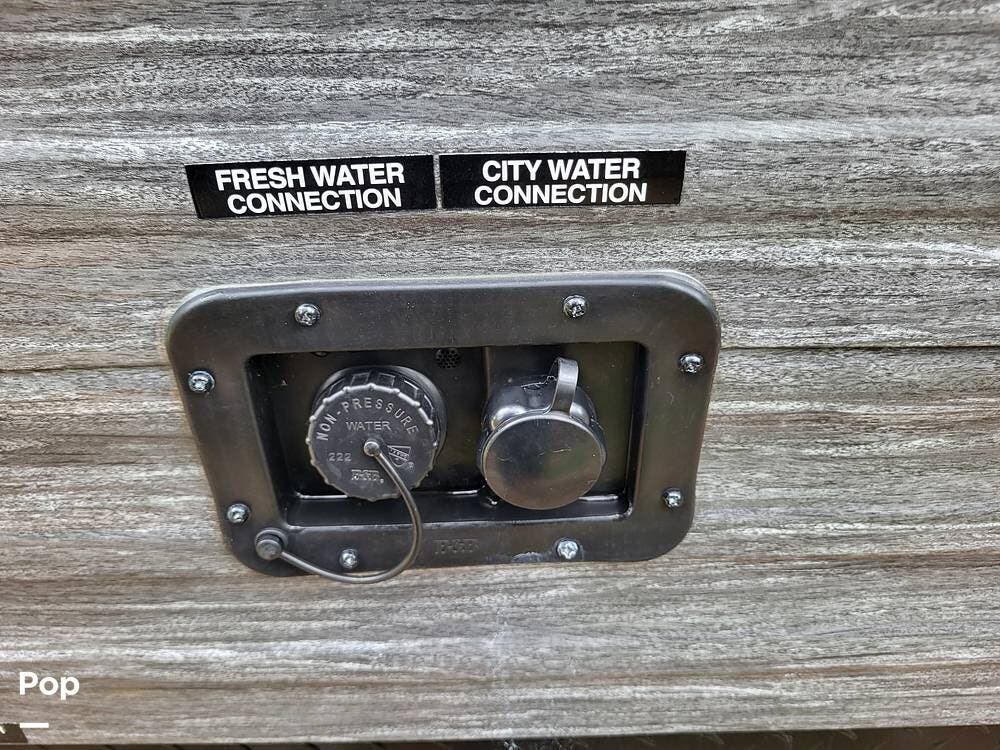 FRESH WATER
CONNECTION
CITY WATER
CONNECTION
NON-PRESSURE
WATER
222
Pop